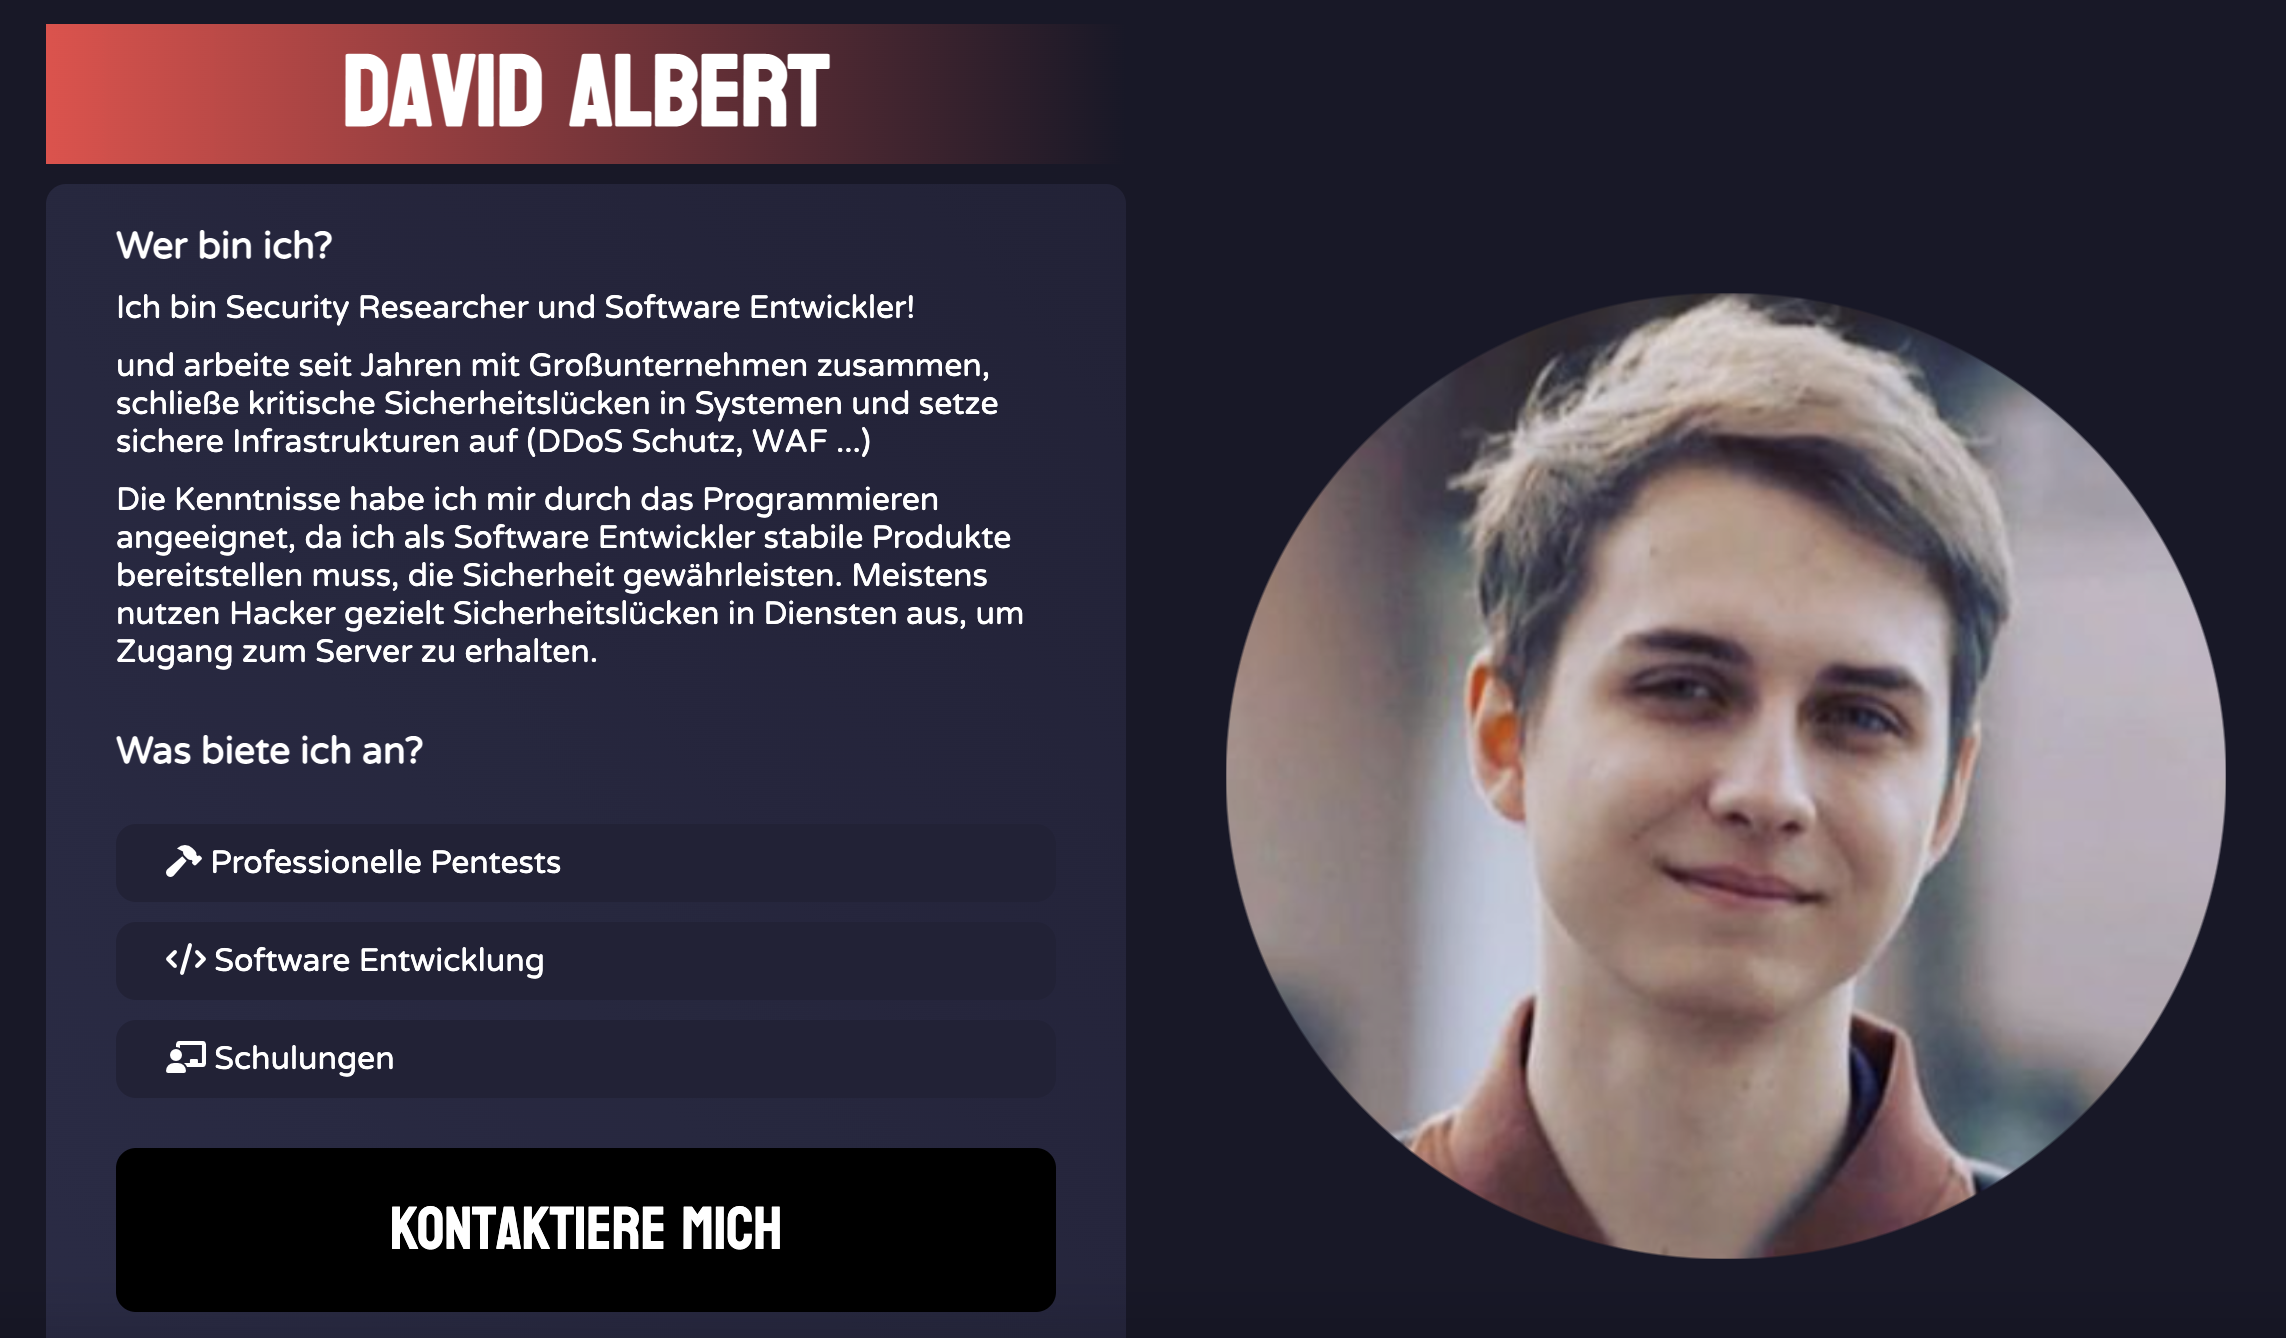 DAVID ALBERT
Wer bin ich?
Ich bin Security Researcher und Software Entwickler!
und arbeite seit Jahren mit Großunternehmen zusammen,
schließe kritische Sicherheitslücken in Systemen und setze
sichere Infrastrukturen auf (DDoS Schutz, WAF ...)
Die Kenntnisse habe ich mir durch das Programmieren
angeeignet, da ich als Software Entwickler stabile Produkte
bereitstellen muss, die Sicherheit gewährleisten. Meistens
nutzen Hacker gezielt Sicherheitslücken in Diensten aus, um
Zugang zum Server zu erhalten.
Was biete ich an?
Professionelle Pentests
Software Entwicklung
Schulungen
KONTAKTIERE MICH